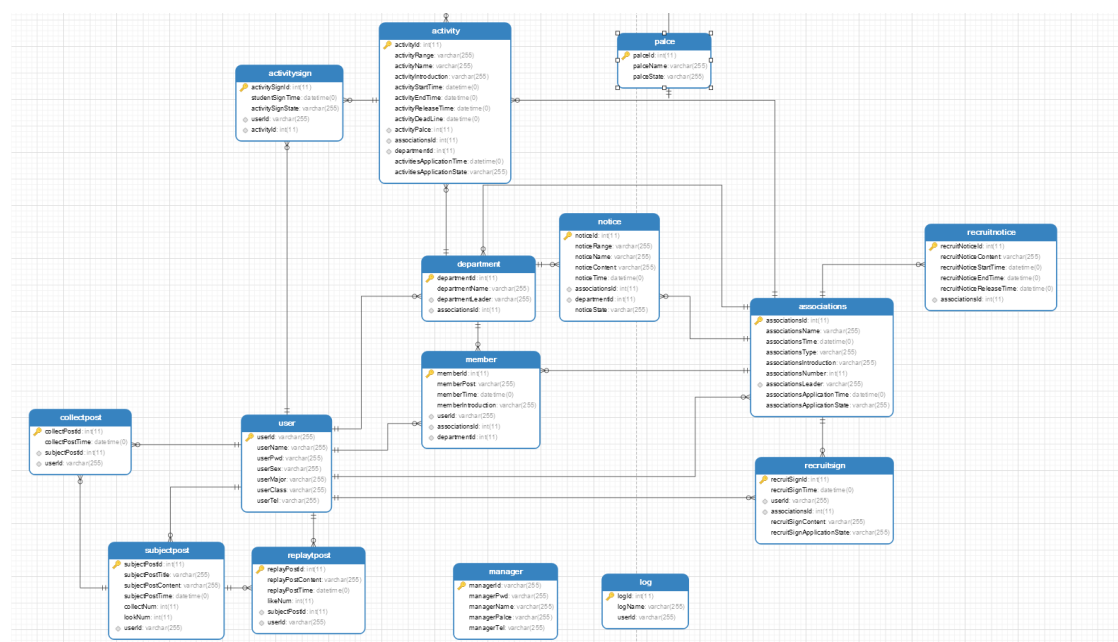 activity
activityId: int(11)
activityRange: varchar(255)
activityName: varchar(255)
activityIntroduction: varchar(255)
activityStartTime: datetime(0)
activityEndTime: datetime(0)
activityReleaseTime: datetime(0)
activityDeadLine: datetime(0)
activityPalce: int(11)
associationsId: int(11)
departmentId: int(11)
activitiesApplicationTime: datetime(0)
activitiesApplicationState: varchar(255)
palce
palceId: int(11)
palceName: varchar(255)
palceState: varchar(255)
activitysign
activitySignId: int(11)
studentSignTime: datetime(0)
activitySignState: varchar(255)
userId: varchar(255)
activityId: int(11)
notice
noticeId: int(11)
noticeRange: varchar(255)
noticeName: varchar(255)
noticeContent: varchar(255)
noticeTime: datetime(0)
associationsId: int(11)
departmentId: int(11)
noticeState: varchar(255)
recruitnotice
recruitNoticeId: int(11)
recruitNoticeContent: varchar(255)
recruitNoticeStartTime: datetime(0)
recruitNoticeEndTime: datetime(0)
recruitNoticeReleaseTime: datetime(0)
associationsId: int(11)
department
departmentId: int(11)
departmentName: varchar(255)
departmentLeader: varchar(255)
associationsId: int(11)
associations
associationsId: int(11)
associationsName: varchar(255)
associationsTime: datetime(0)
associationsType: varchar(255)
associationsIntroduction: varchar(255)
associationsNumber: int(11)
associationsLeader: varchar(255)
associationsApplicationTime: datetime(0)
associationsApplicationState: varchar(255)
member
memberId: int(11)
memberPost: varchar(255)
memberTime: datetime(0)
memberIntroduction: varchar(255)
userId: varchar(255)
associationsId: int(11)
departmentId: int(11)
collectpost
collectPostId: int(11)
collectPostTime: datetime(0)
subjectPostId: int(11)
userId: varchar(255)
user
userId: varchar(255)
userName: varchar(255)
userPwd: varchar(255)
userSex: varchar(255)
userMajor: varchar(255)
userClass: varchar(255)
userTel: varchar(255)
recruitsign
recruitSignId: int(11)
recruitSignTime: datetime(0)
userId: varchar(255)
associationsId: int(11)
recruitSignContent: varchar(255)
recruitSignApplicationState: varchar(255)
subjectpost
subjectPostId: int(11)
subjectPostTitle: varchar(255)
subjectPostContent: varchar(255)
subjectPostTime: datetime(0)
collectNum: int(11)
lookNum: int(11)
userId: varchar(255)
replaytpost
replayPostId: int(11)
replayPostContent: varchar(255)
replayPostTime: datetime(0)
likeNum: int(11)
subjectPostId: int(11)
userId: varchar(255)
manager
managerId: varchar(255)
managerPwd: varchar(255)
managerName: varchar(255)
managerPalce: varchar(255)
managerTel: varchar(255)
log
logId: int(11)
logName: varchar(255)
userId: varchar(255)